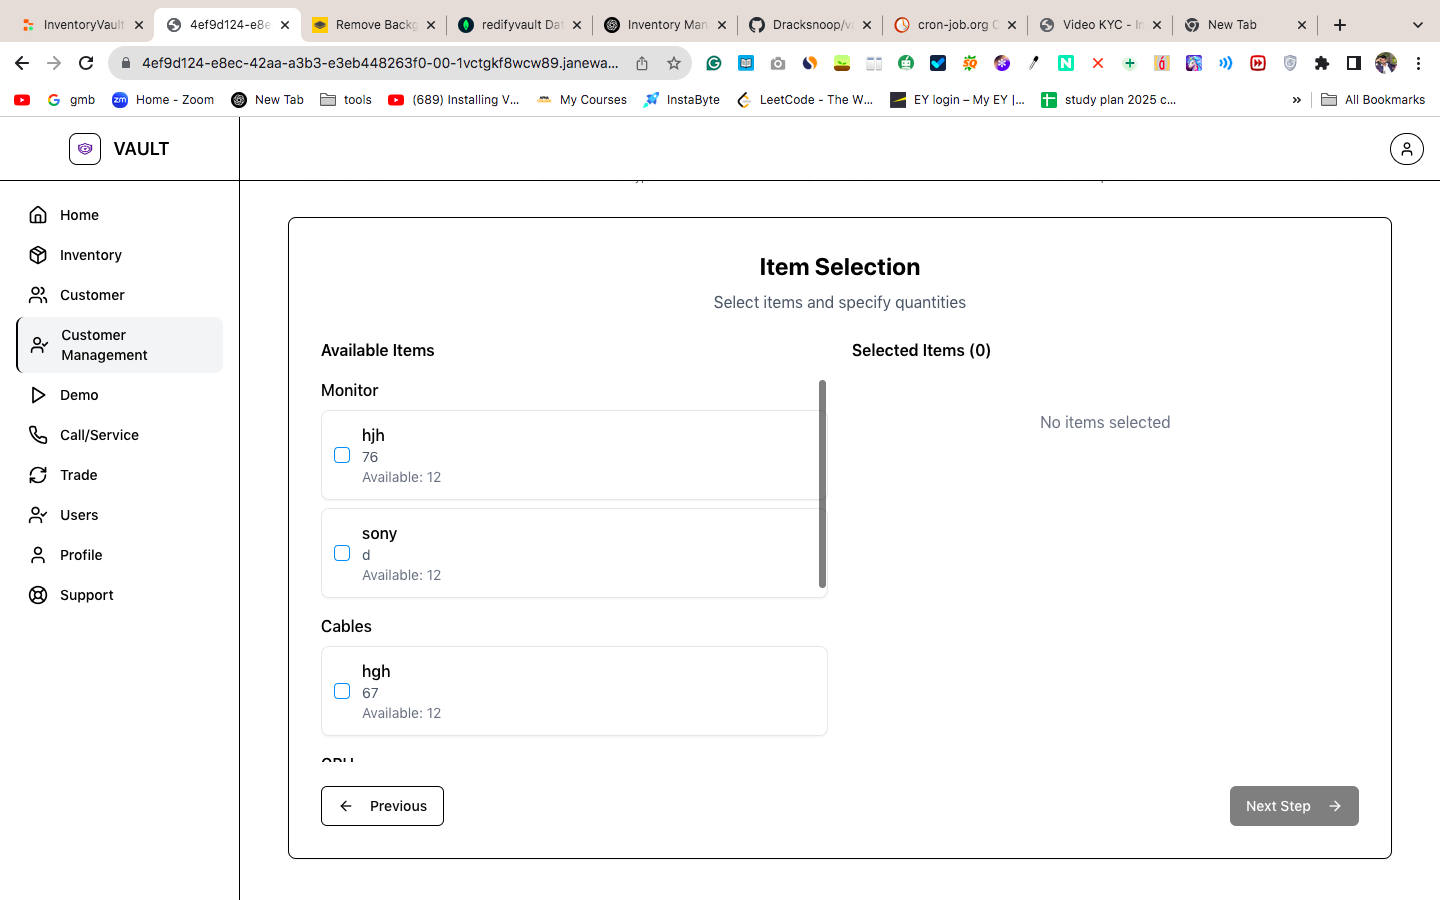 InventoryVault
4ef9d124-e8e
Remove Backg
redifyvault Dat
Inventory Man
Dracksnoop/va
cron-job.org C
Video KYC - In
New Tab
4ef9d124-e8ec-42aa-a3b3-e3eb448263f0-00-1vctgkf8wcw89.janewa...
gmb
Home - Zoom
New Tab
tools
(689) Installing V...
My Courses
InstaByte
LeetCode - The W...
EY login – My EY |...
study plan 2025 c...
»
All Bookmarks
VAULT
Home
Inventory
Customer
Customer
Management
Demo
Call/Service
Trade
Users
Profile
Support
Item Selection
Select items and specify quantities
Available Items
Monitor
hjh
76
Available: 12
sony
d
Available: 12
Cables
hgh
67
Available: 12
Selected Items (0)
No items selected
Previous
Next Step